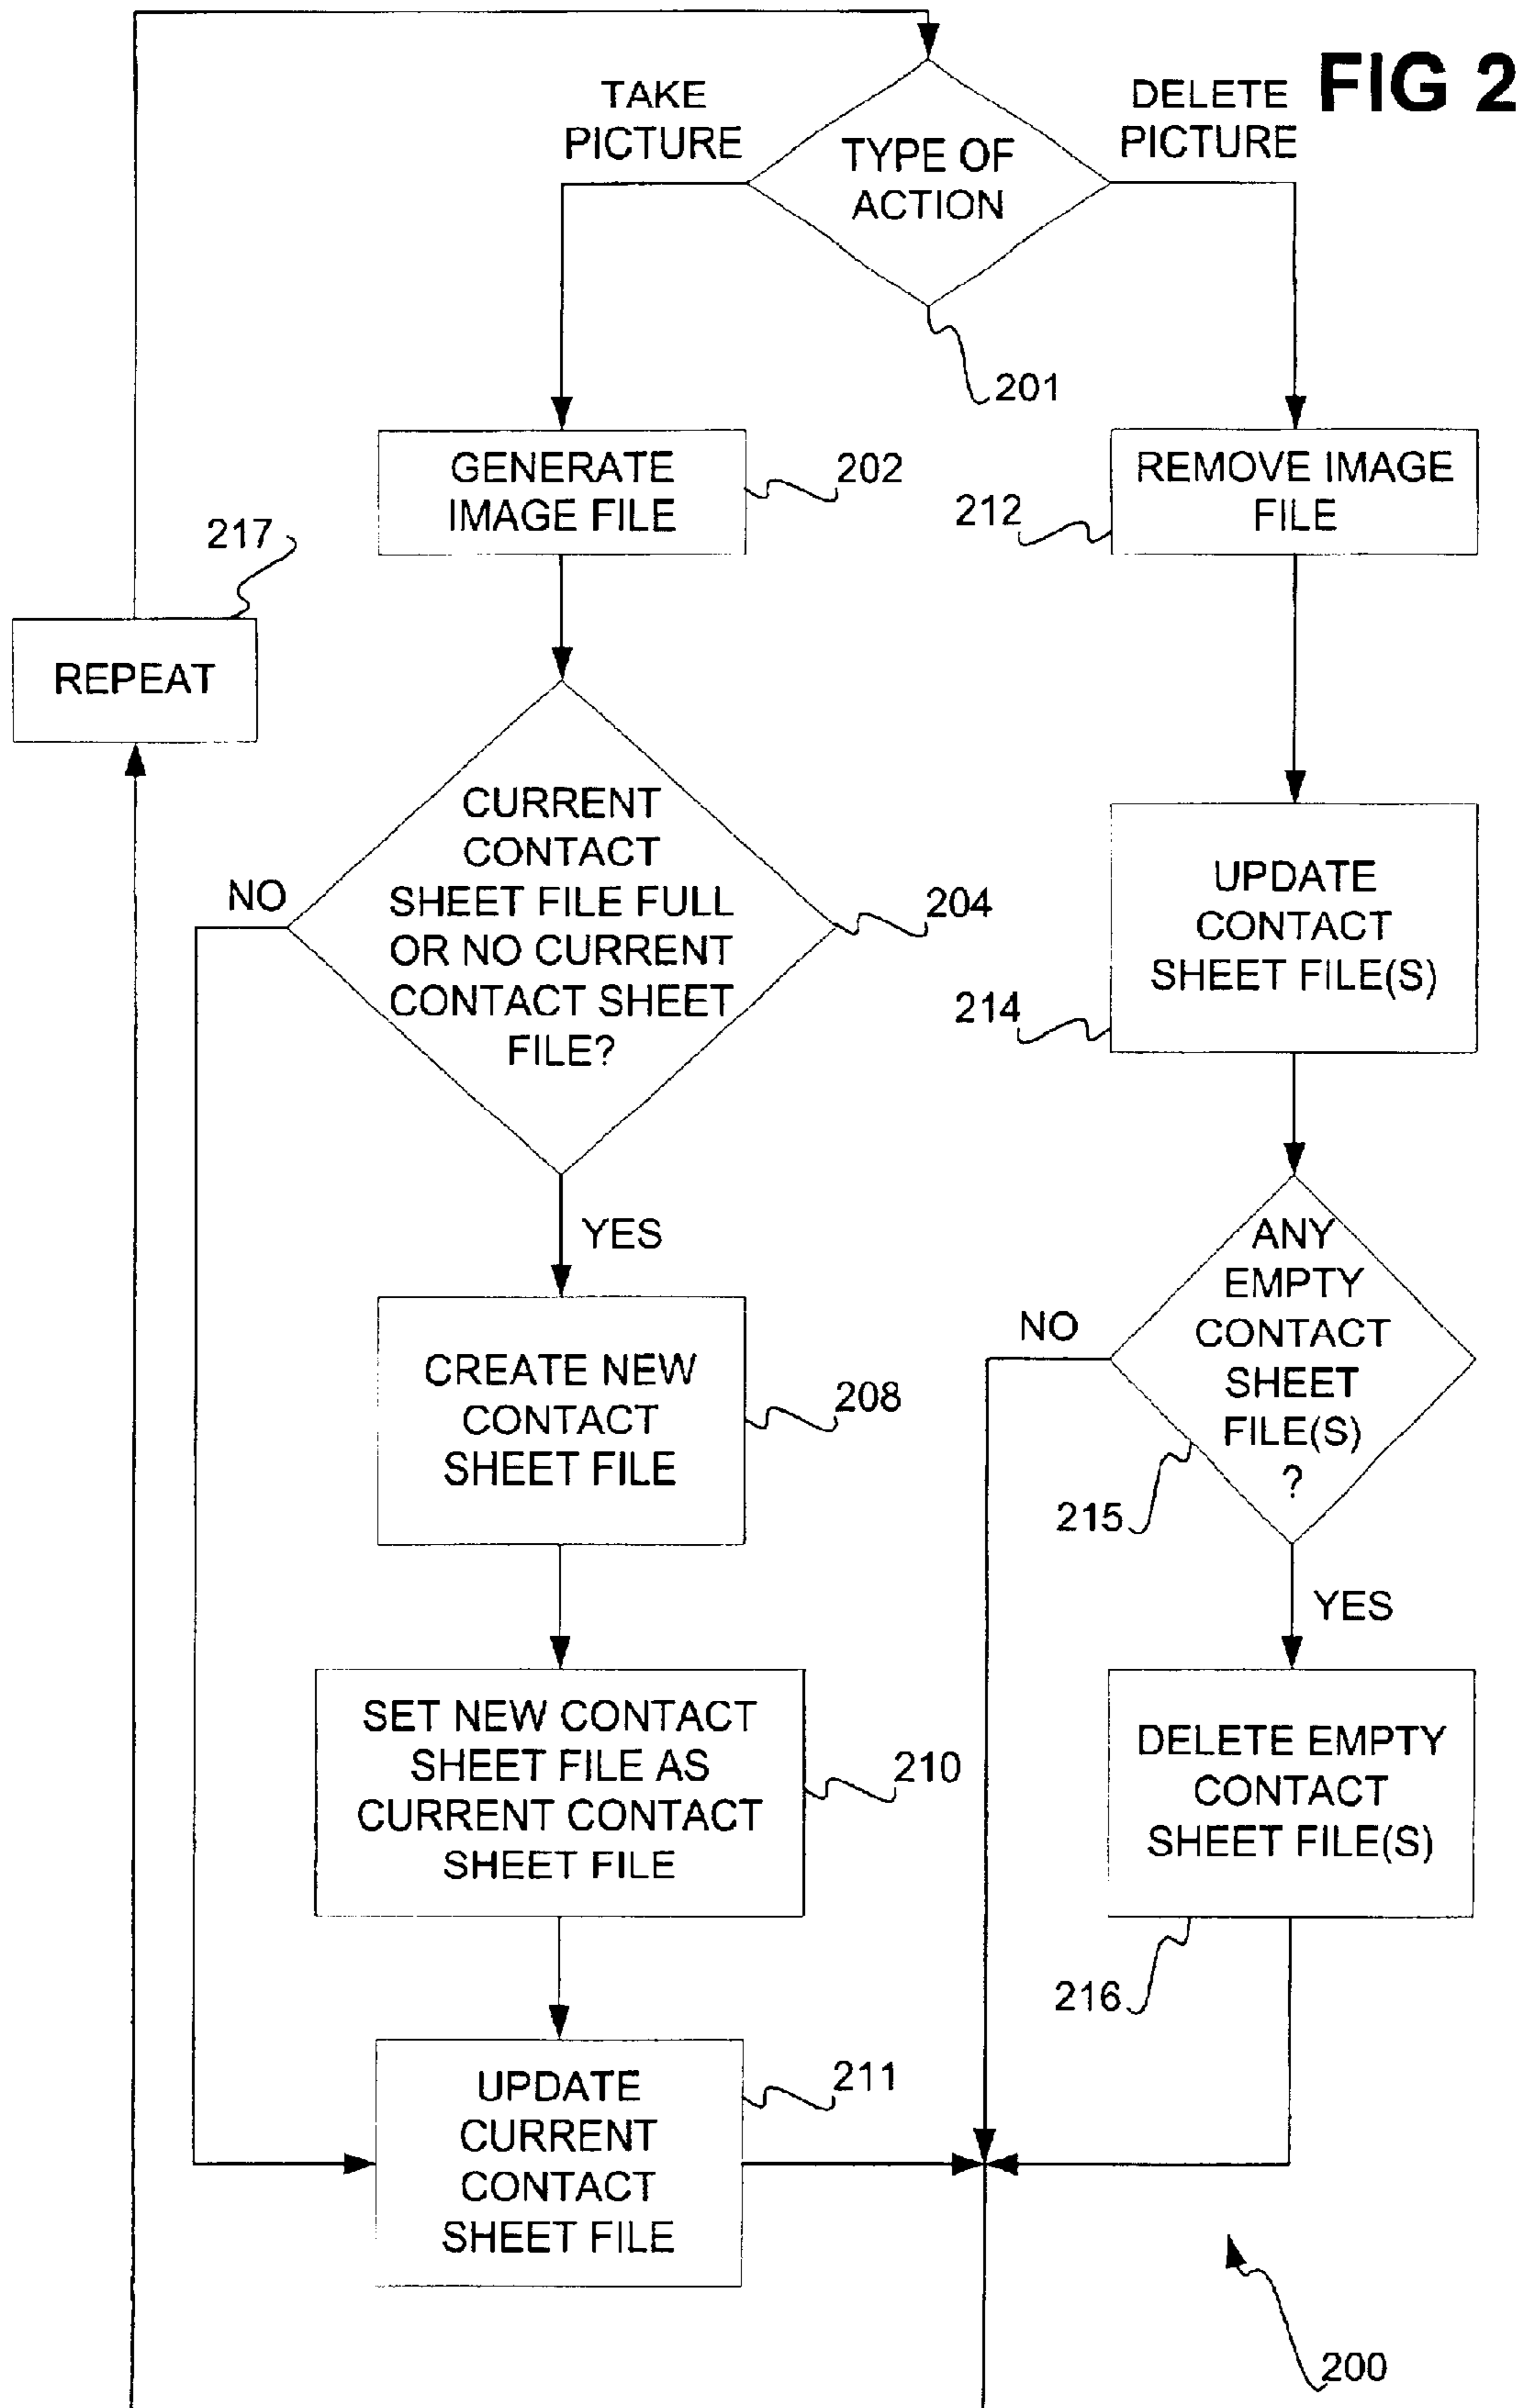 FIG 2
TAKE
PICTURE
DELETE
PICTURE
TYPE OF
ACTION
201
GENERATE
IMAGE FILE
202
REMOVE IMAGE
FILE
212
217
REPEAT
CURRENT
CONTACT
SHEET FILE FULL
OR NO CURRENT
CONTACT SHEET
FILE?
NO
204
UPDATE
CONTACT
SHEET FILE(S)
214
YES
ANY
EMPTY
CONTACT
SHEET
FILE(S)
?
NO
215
CREATE NEW
CONTACT
SHEET FILE
208
YES
SET NEW CONTACT
SHEET FILE AS
CURRENT CONTACT
SHEET FILE
210
DELETE EMPTY
CONTACT
SHEET FILE(S)
216
UPDATE
CURRENT
CONTACT
SHEET FILE
211
200